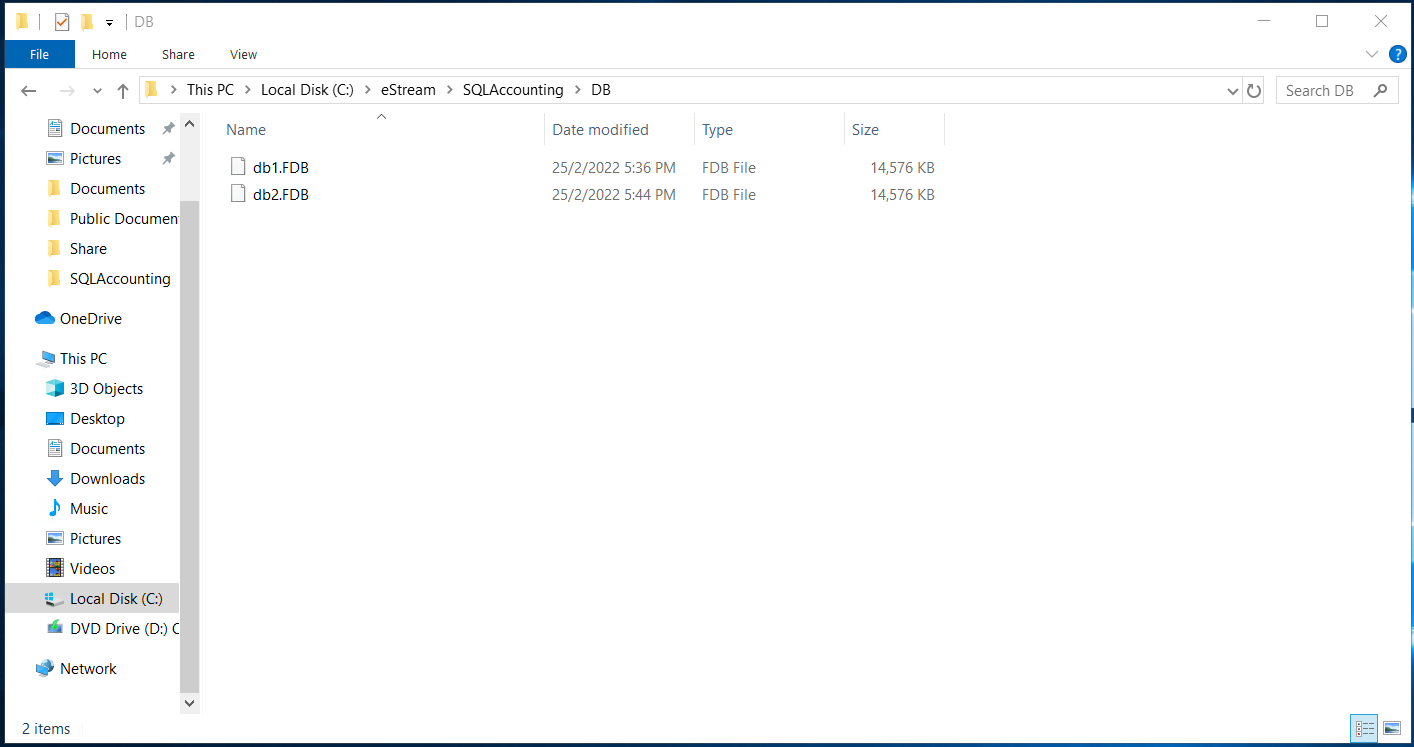 DB
File Home Share View
This PC Local Disk (C:) eStream SQLAccounting DB
Search DB
Name Date modified Type Size
db1.FDB 25/2/2022 5:36 PM FDB File 14,576 KB
db2.FDB 25/2/2022 5:44 PM FDB File 14,576 KB
Documents
Pictures
Documents
Public Documen
Share
SQLAccounting
OneDrive
This PC
3D Objects
Desktop
Documents
Downloads
Music
Pictures
Videos
Local Disk (C:)
DVD Drive (D:) C
Network
2 items